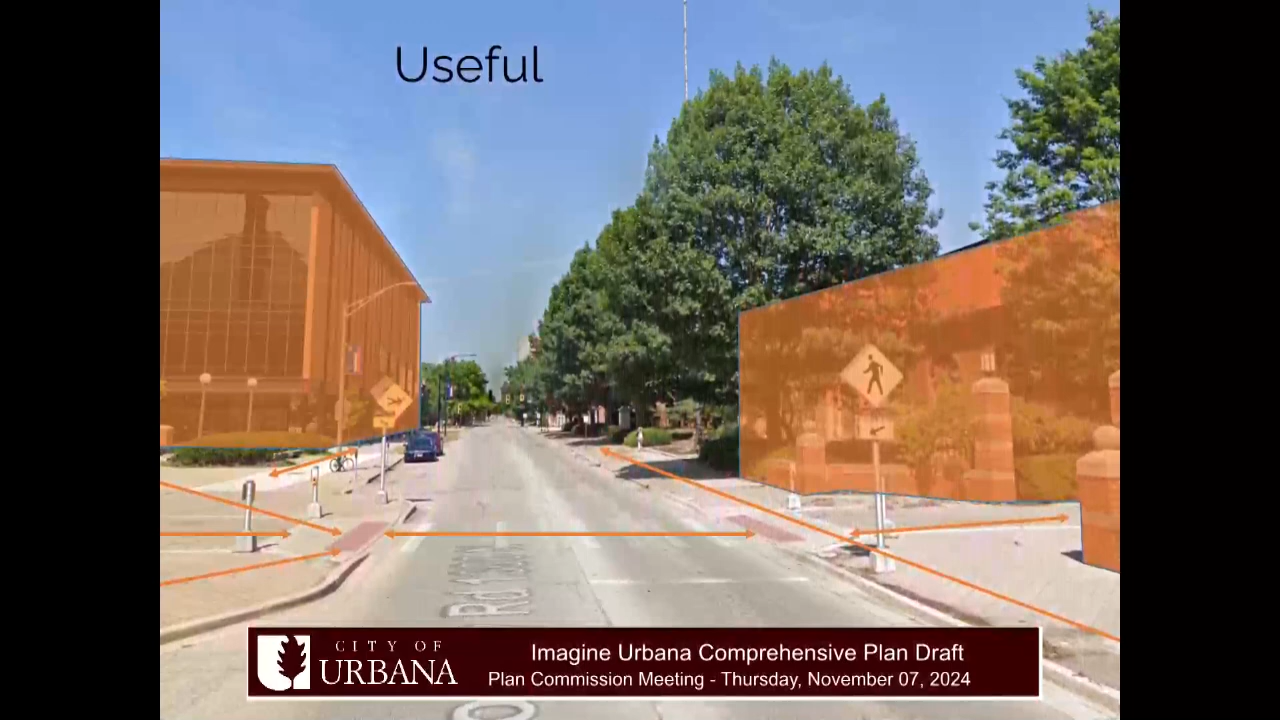 Useful
CITY OF
URBANA
Imagine Urbana Comprehensive Plan Draft
Plan Commission Meeting - Thursday, November 07, 2024